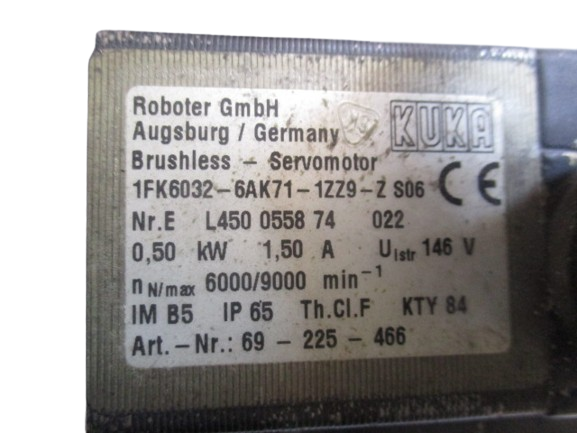 Roboter GmbH
Augsburg / Germany KUKA
Brushless - Servomotor
1FK6032-6AK71-1ZZ9-Z S06 CE
Nr.E L450 0558 74 022
0,50 kW 1,50 A UIstr 146 V
n N/max 6000/9000 min⁻¹
IM B5 IP 65 Th.Cl.F KTY 84
Art.-Nr.: 69 - 225 - 466